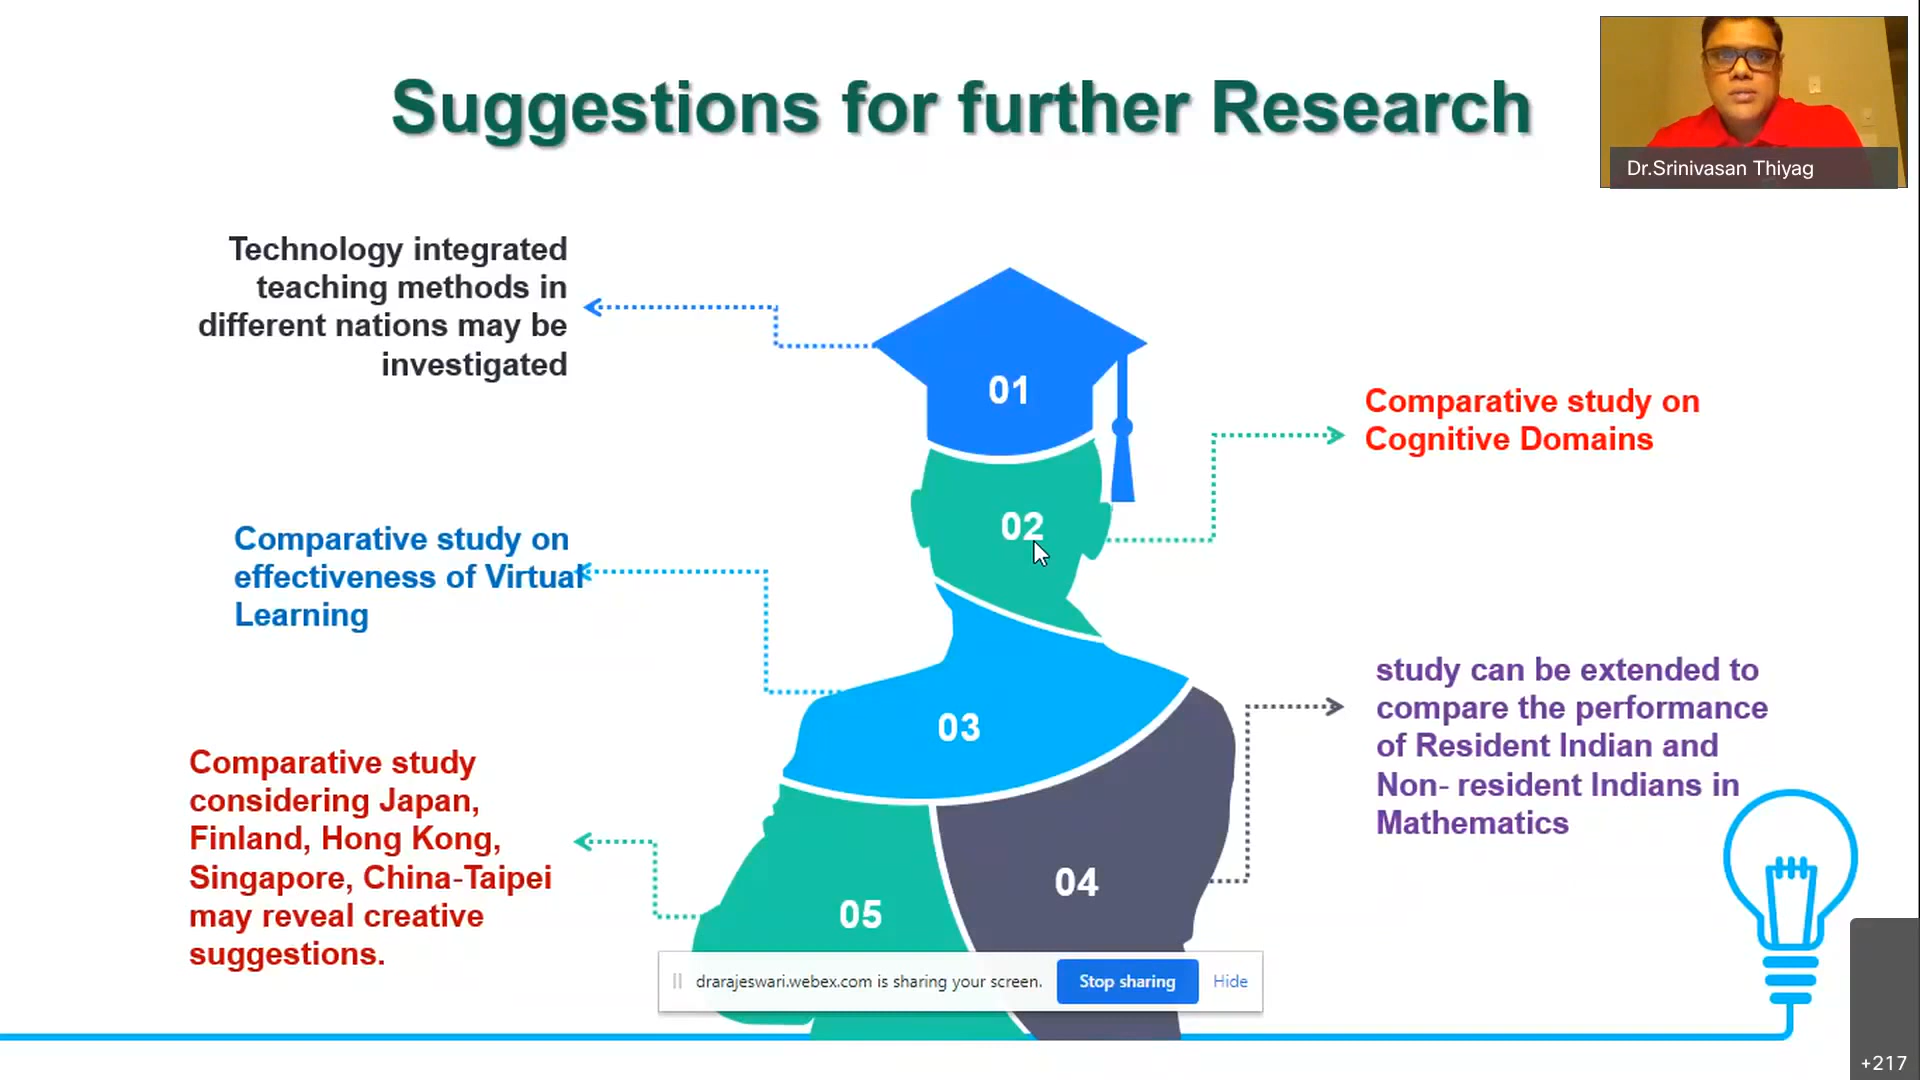 Suggestions for further Research
Dr.Srinivasan Thiyag
Technology integrated
teaching methods in
different nations may be
investigated
01
Comparative study on
Cognitive Domains
02
Comparative study on
effectiveness of Virtual
Learning
03
study can be extended to
compare the performance
of Resident Indian and
Non- resident Indians in
Mathematics
04
Comparative study
considering Japan,
Finland, Hong Kong,
Singapore, China-Taipei
may reveal creative
suggestions.
05
drarajeswari.webex.com is sharing your screen.
Stop sharing
Hide
+217